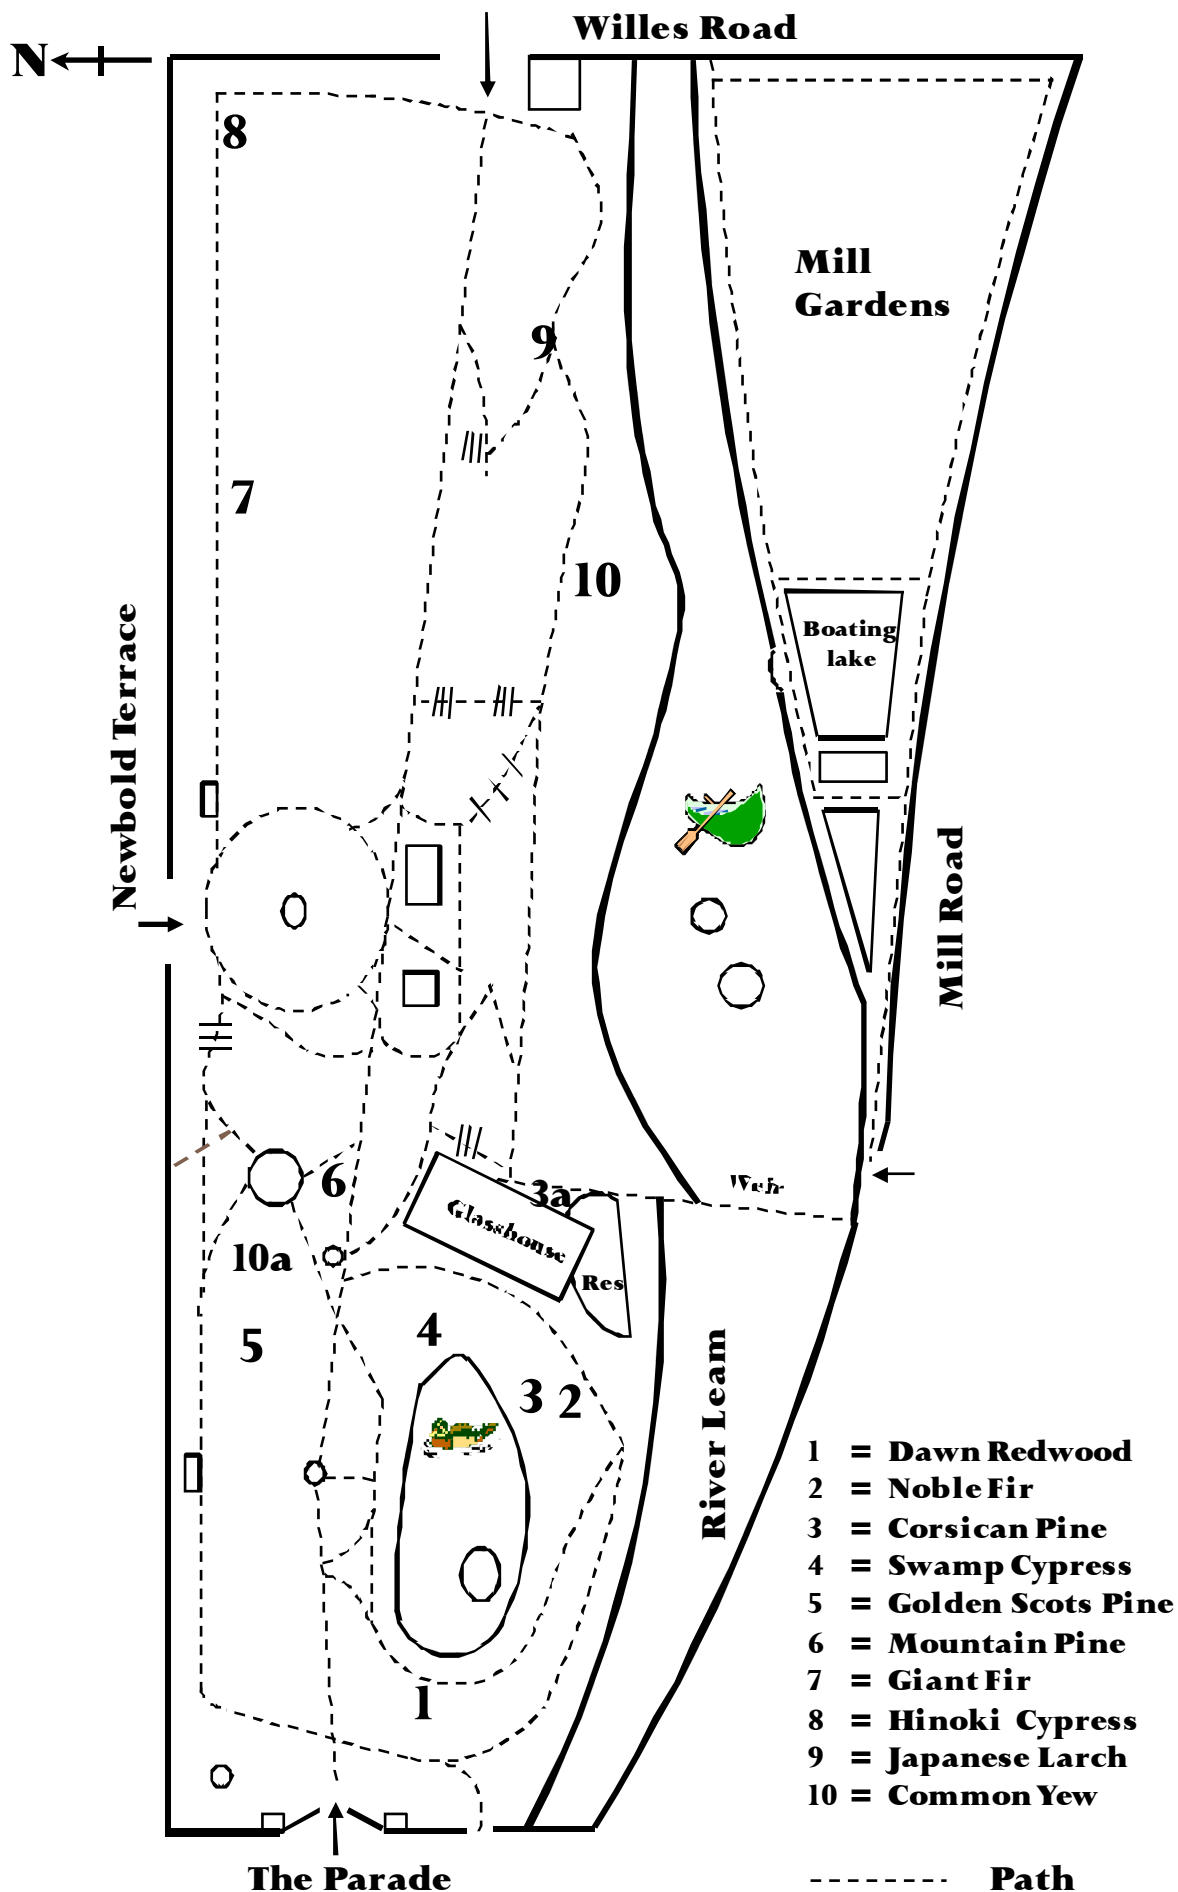 Willes Road
N
8
Mill
Gardens
9
7
10
Boating
lake
Newbold Terrace
Mill Road
6
3a
Weir
Glasshouse
10a
Res
4
5
3 2
River Leam
1
1 = Dawn Redwood
2 = Noble Fir
3 = Corsican Pine
4 = Swamp Cypress
5 = Golden Scots Pine
6 = Mountain Pine
7 = Giant Fir
8 = Hinoki Cypress
9 = Japanese Larch
10 = Common Yew
The Parade
Path